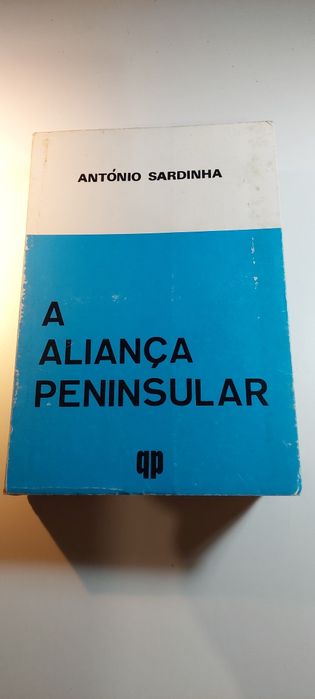 ANTÓNIO SARDINHA
A
ALIANÇA
PENINSULAR
qp